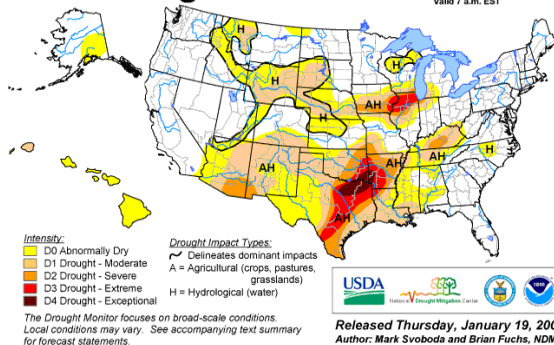 Valid 7 a.m. EST
H
H
H
H
AH
AH
AH
AH
H
AH
AH
Intensity:
D0 Abnormally Dry
D1 Drought - Moderate
D2 Drought - Severe
D3 Drought - Extreme
D4 Drought - Exceptional
Drought Impact Types:
Delineates dominant impacts
A = Agricultural (crops, pastures,
grasslands)
H = Hydrological (water)
The Drought Monitor focuses on broad-scale conditions.
Local conditions may vary. See accompanying text summary
for forecast statements.
USDA
National Drought Mitigation Center
Released Thursday, January 19, 200
Author: Mark Svoboda and Brian Fuchs, NDM